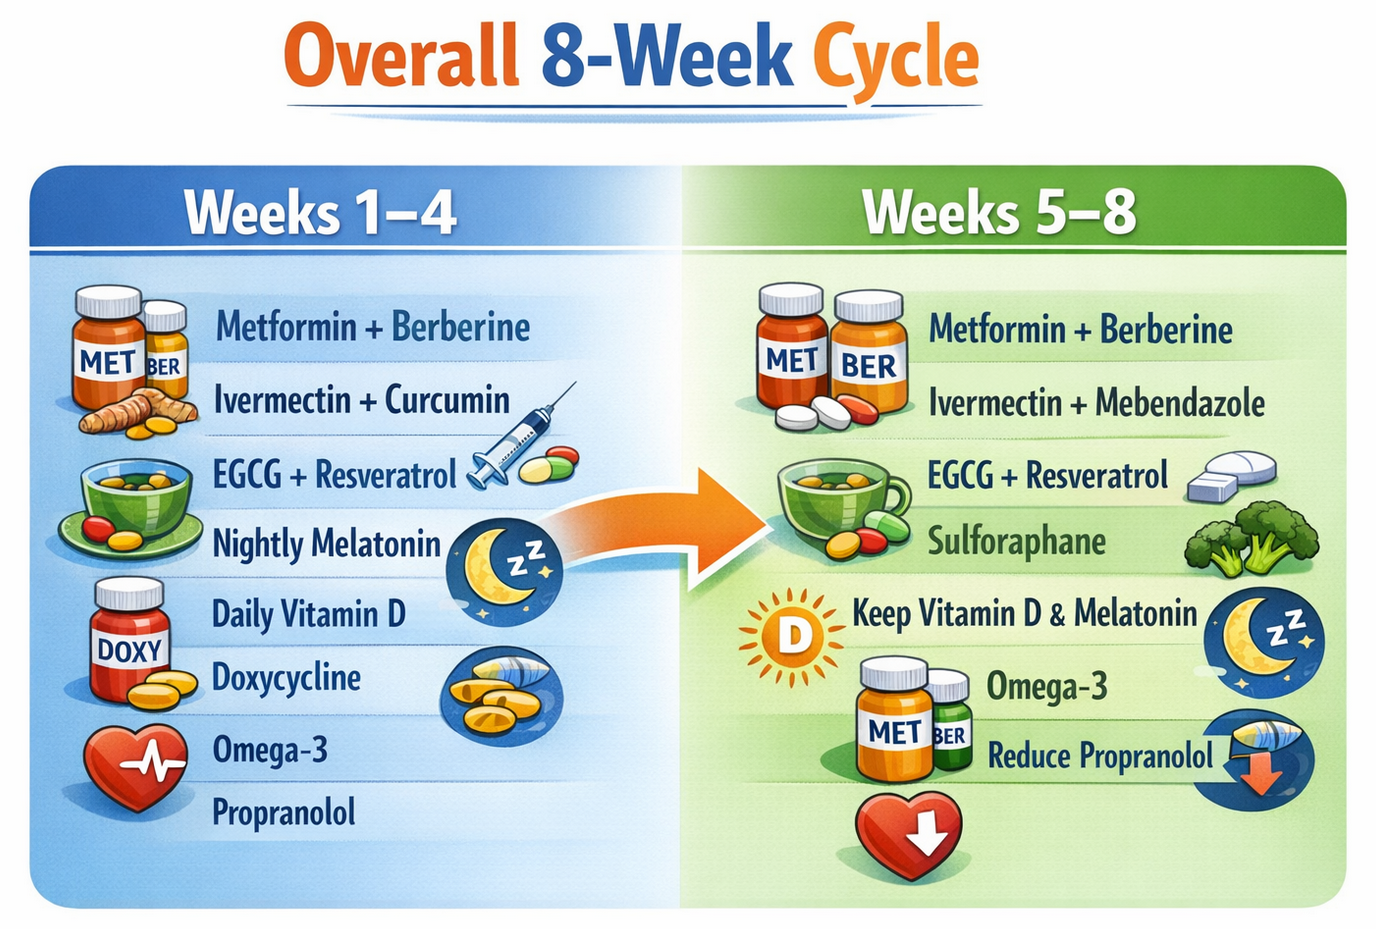 Overall 8-Week Cycle
Weeks 1–4
MET
BER
Metformin + Berberine
Ivermectin + Curcumin
EGCG + Resveratrol
Nightly Melatonin
zz
Daily Vitamin D
DOXY
Doxycycline
Omega-3
Propranolol
Weeks 5–8
MET
BER
Metformin + Berberine
Ivermectin + Mebendazole
EGCG + Resveratrol
Sulforaphane
D
Keep Vitamin D & Melatonin
zz
Omega-3
MET
BER
Reduce Propranolol